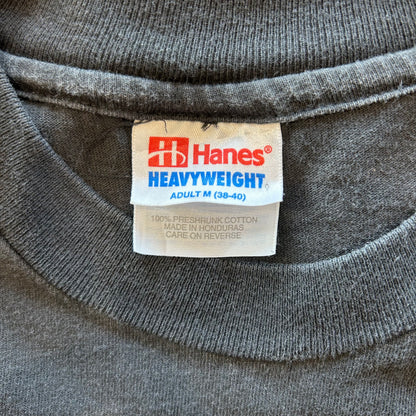 Hanes®
HEAVYWEIGHT
ADULT M (38-40)
100% PRESHRUNK COTTON
MADE IN HONDURAS
CARE ON REVERSE